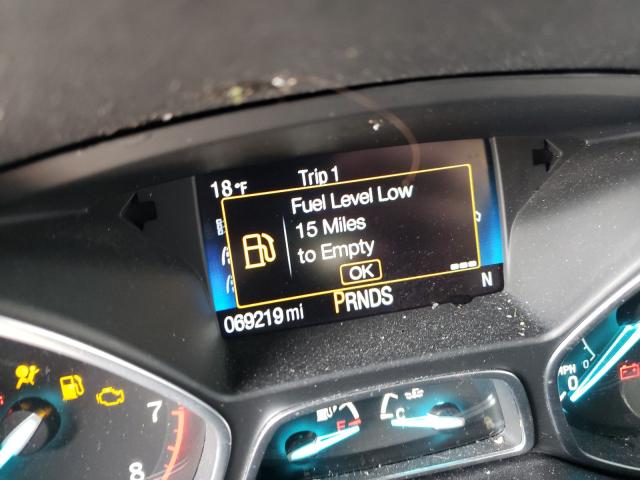 18°F Trip 1
Fuel Level Low
15 Miles
to Empty
OK
N
069219 mi PRNDS
7
8
F
C
MPH
0